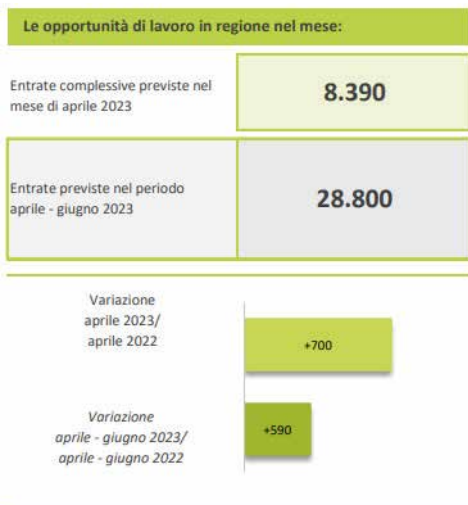 Le opportunità di lavoro in regione nel mese:
Entrate complessive previste nel
mese di aprile 2023
8.390
Entrate previste nel periodo
aprile - giugno 2023
28.800
Variazione
aprile 2023/
aprile 2022
+700
Variazione
aprile - giugno 2023/
aprile - giugno 2022
+590